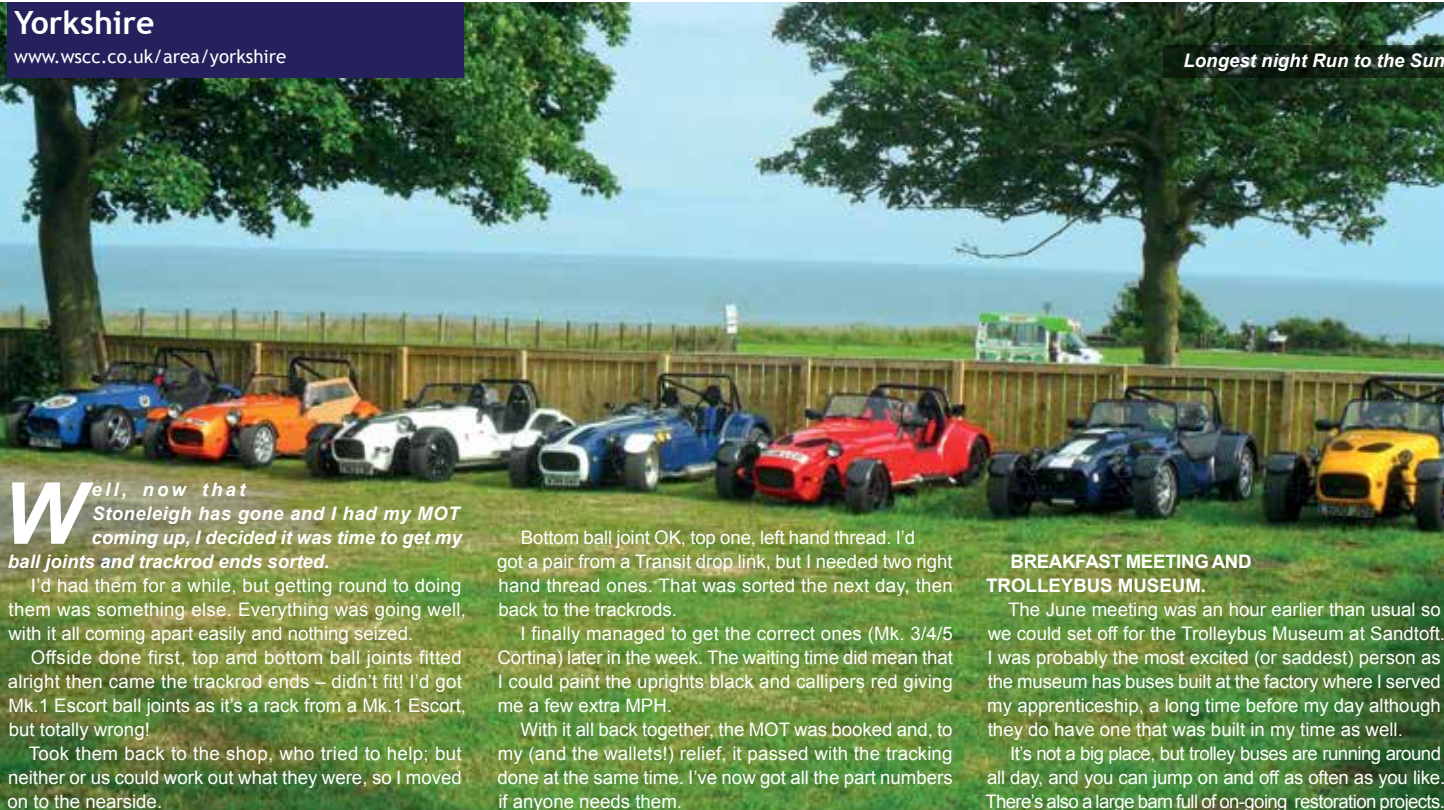 Yorkshire
www.wscc.co.uk/area/yorkshire
Longest night Run to the Sun
Well, now that
Stoneleigh has gone and I had my MOT
coming up, I decided it was time to get my
ball joints and trackrod ends sorted.
I'd had them for a while, but getting round to doing
them was something else. Everything was going well,
with it all coming apart easily and nothing seized.
Offside done first, top and bottom ball joints fitted
alright then came the trackrod ends – didn't fit! I'd got
Mk.1 Escort ball joints as it's a rack from a Mk.1 Escort,
but totally wrong!
Took them back to the shop, who tried to help; but
neither or us could work out what they were, so I moved
on to the nearside.
Bottom ball joint OK, top one, left hand thread. I'd
got a pair from a Transit drop link, but I needed two right
hand thread ones. That was sorted the next day, then
back to the trackrods.
I finally managed to get the correct ones (Mk. 3/4/5
Cortina) later in the week. The waiting time did mean that
I could paint the uprights black and callipers red giving
me a few extra MPH.
With it all back together, the MOT was booked and, to
my (and the wallets!) relief, it passed with the tracking
done at the same time. I've now got all the part numbers
if anyone needs them.
BREAKFAST MEETING AND
TROLLEYBUS MUSEUM.
The June meeting was an hour earlier than usual so
we could set off for the Trolleybus Museum at Sandtoft.
I was probably the most excited (or saddest) person as
the museum has buses built at the factory where I served
my apprenticeship, a long time before my day although
they do have one that was built in my time as well.
It's not a big place, but trolley buses are running around
all day, and you can jump on and off as often as you like.
There's also a large barn full of on-going restoration projects